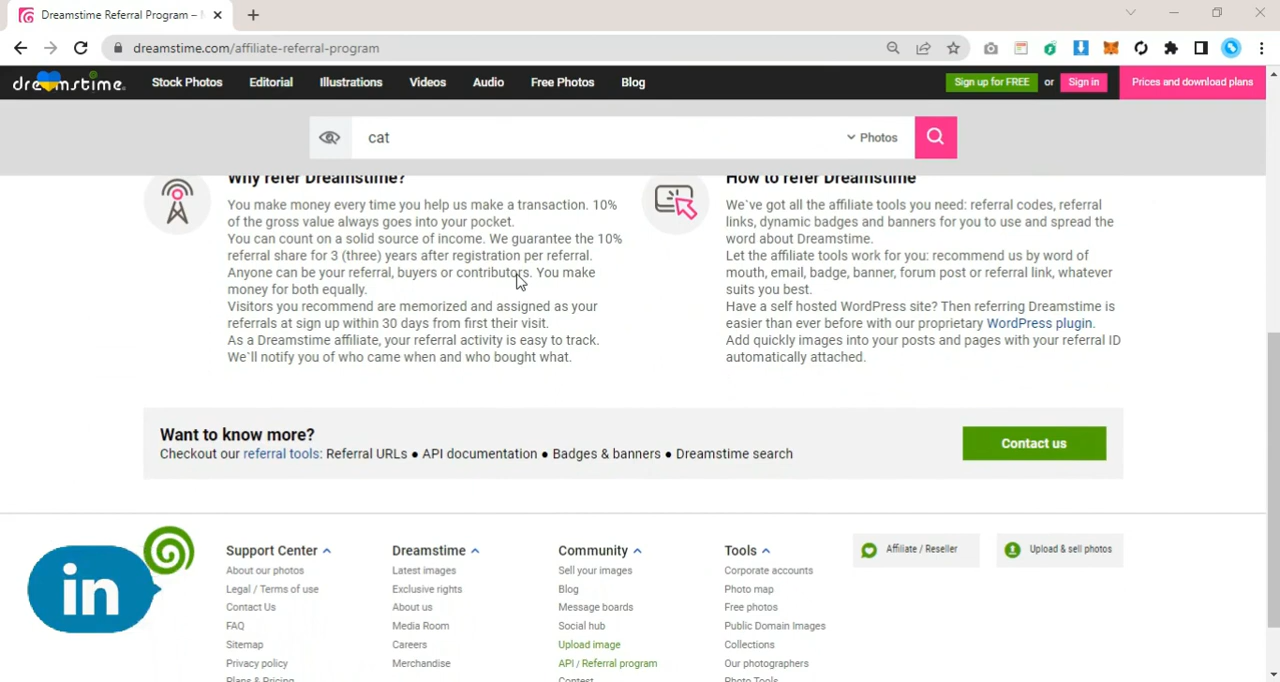 Dreamstime Referral Program –
dreamstime.com/affiliate-referral-program
dreamstime.
Stock Photos
Editorial
Illustrations
Videos
Audio
Free Photos
Blog
Sign up for FREE
or
Sign in
Prices and download plans
cat
Photos
Why refer Dreamstime?
You make money every time you help us make a transaction. 10%
of the gross value always goes into your pocket.
You can count on a solid source of income. We guarantee the 10%
referral share for 3 (three) years after registration per referral.
Anyone can be your referral, buyers or contributors. You make
money for both equally.
Visitors you recommend are memorized and assigned as your
referrals at sign up within 30 days from first their visit.
As a Dreamstime affiliate, your referral activity is easy to track.
We`ll notify you of who came when and who bought what.
How to refer Dreamstime
We`ve got all the affiliate tools you need: referral codes, referral
links, dynamic badges and banners for you to use and spread the
word about Dreamstime.
Let the affiliate tools work for you: recommend us by word of
mouth, email, badge, banner, forum post or referral link, whatever
suits you best.
Have a self hosted WordPress site? Then referring Dreamstime is
easier than ever before with our proprietary WordPress plugin.
Add quickly images into your posts and pages with your referral ID
automatically attached.
Want to know more?
Checkout our referral tools: Referral URLs ● API documentation ● Badges & banners ● Dreamstime search
Contact us
in
Support Center
About our photos
Legal / Terms of use
Contact Us
FAQ
Sitemap
Privacy policy
Plans & Pricing
Dreamstime
Latest images
Exclusive rights
About us
Media Room
Careers
Merchandise
Community
Sell your images
Blog
Message boards
Social hub
Upload image
API / Referral program
Contest
Tools
Corporate accounts
Photo map
Free photos
Public Domain Images
Collections
Our photographers
Photo Tools
Affiliate / Reseller
Upload & sell photos